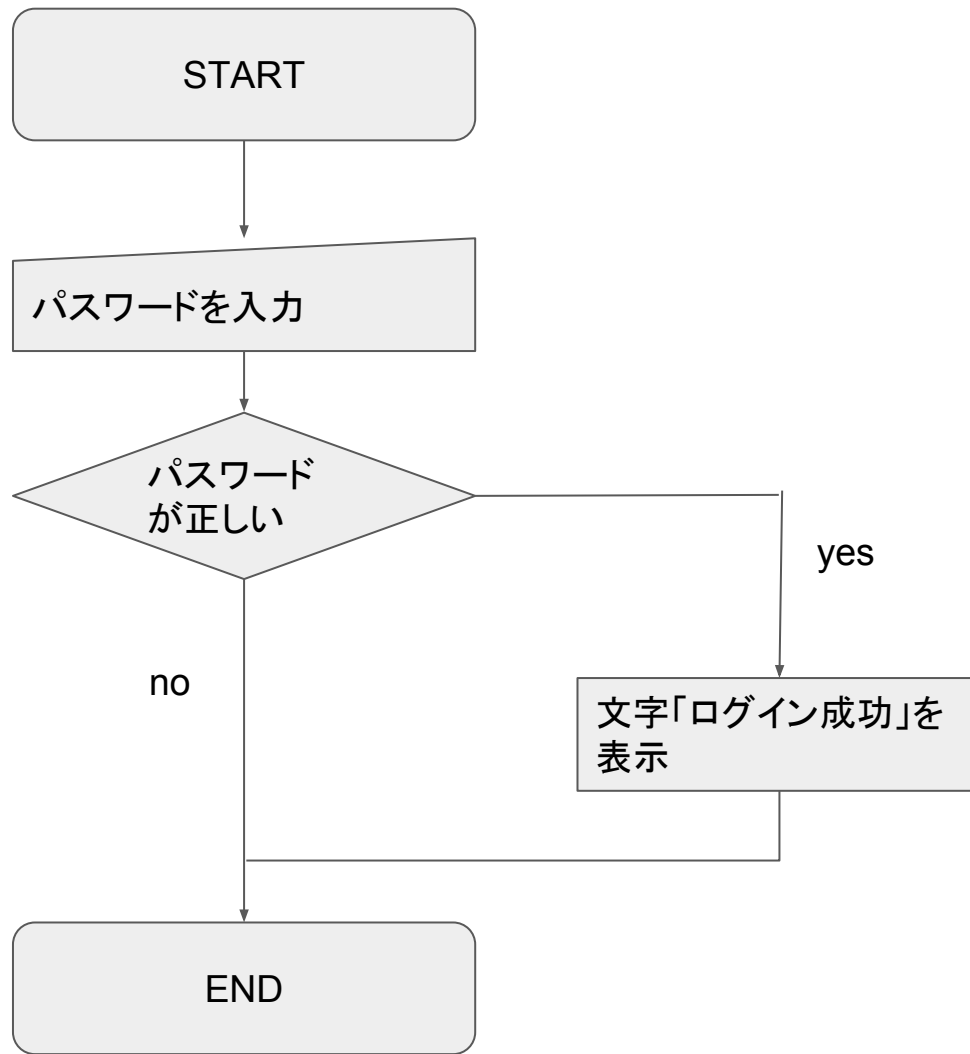 START
パスワードを入力
パスワード
が正しい
yes
no
文字「ログイン成功」を
表示
END